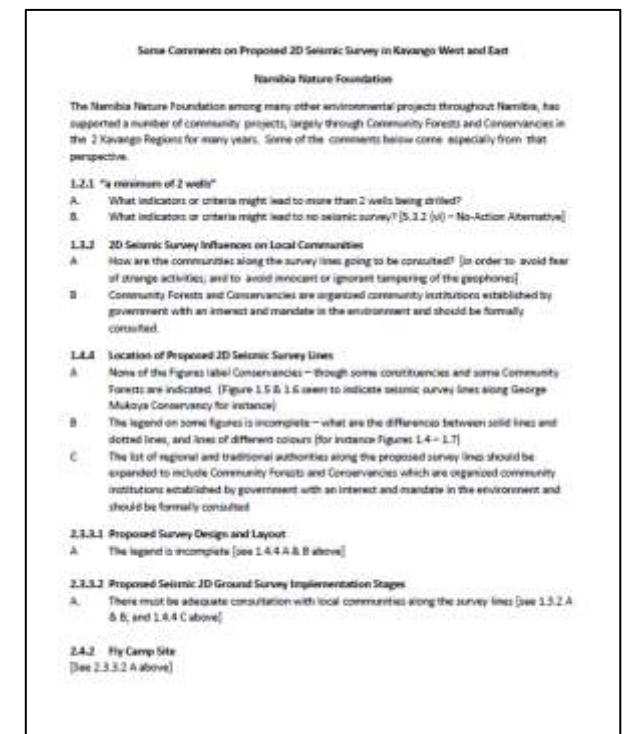 Some Comments on Proposed 2D Seismic Survey in Kavango West and East
Namibia Nature Foundation
The Namibia Nature Foundation among many other environmental projects throughout Namibia, has
supported a number of community projects, largely through Community Forests and Conservancies in
the 2 Kavango Regions for many years. Some of the comments below come especially from that
perspective.
1.2.1 "a minimum of 2 wells"
A. What indicators or criteria might lead to more than 2 wells being drilled?
B. What indicators or criteria might lead to no seismic survey? [5.3.2 (vi) – No-Action Alternative]
1.3.2 2D Seismic Survey Influences on Local Communities
A How are the communities along the survey lines going to be consulted? [in order to avoid fear
of strange activities, and to avoid innocent or ignorant tampering of the geophones]
B Community Forests and Conservancies are organized community institutions established by
government with an interest and mandate in the environment and should be formally
consulted.
1.4.4 Location of Proposed 2D Seismic Survey Lines
A None of the Figures label Conservancies – though some constituencies and some Community
Forests are indicated. (Figure 1.5 & 1.6 seem to indicate seismic survey lines along George
Mukoya Conservancy for instance)
B The legend on some figures is incomplete – what are the differences between solid lines and
dotted lines, and lines of different colours (for instance Figures 1.4 – 1.7)
C The list of regional and traditional authorities along the proposed survey lines should be
expanded to include Community Forests and Conservancies which are organized community
institutions established by government with an interest and mandate in the environment and
should be formally consulted
2.3.3.1 Proposed Survey Design and Layout
A The legend is incomplete [see 1.4.4 A & B above]
2.3.3.2 Proposed Seismic 2D Ground Survey Implementation Stages
A. There must be adequate consultation with local communities along the survey lines [see 1.3.2 A
& B, and 1.4.4 C above]
2.4.2 Fly Camp Site
[See 2.3.3.2 A above]